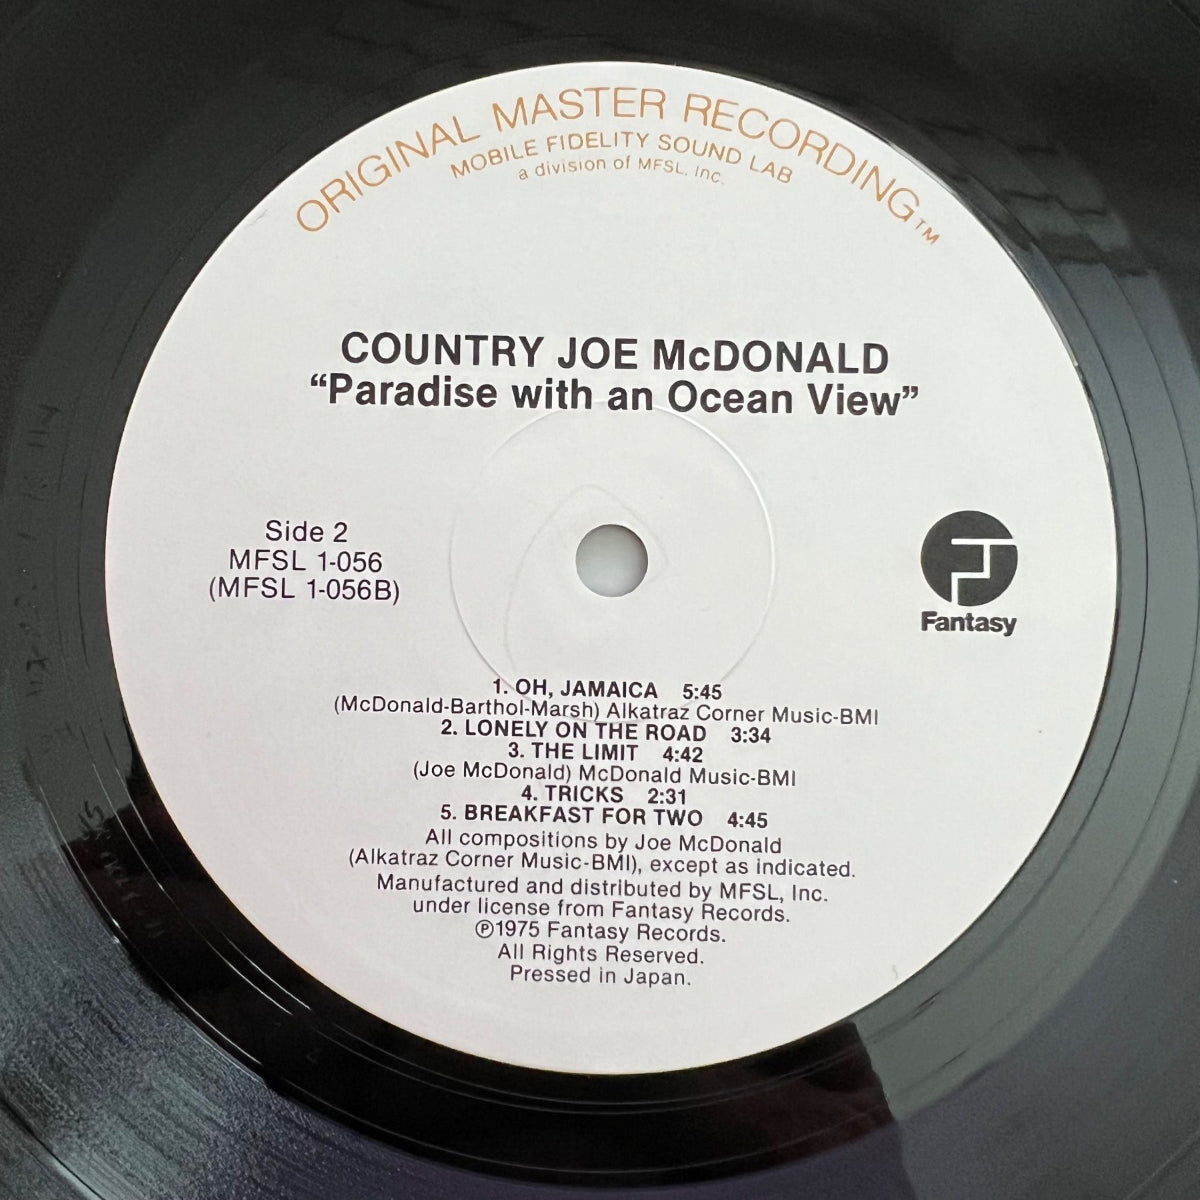 ORIGINAL MASTER RECORDING™
MOBILE FIDELITY SOUND LAB
a division of MFSL, Inc.
COUNTRY JOE McDONALD
“Paradise with an Ocean View”
Side 2
MFSL 1-056
(MFSL 1-056B)
Fantasy
1. OH, JAMAICA 5:45
(McDonald-Barthol-Marsh) Alkatraz Corner Music-BMI
2. LONELY ON THE ROAD 3:34
3. THE LIMIT 4:42
(Joe McDonald) McDonald Music-BMI
4. TRICKS 2:31
5. BREAKFAST FOR TWO 4:45
All compositions by Joe McDonald
(Alkatraz Corner Music-BMI), except as indicated.
Manufactured and distributed by MFSL, Inc.
under license from Fantasy Records.
℗1975 Fantasy Records.
All Rights Reserved.
Pressed in Japan.